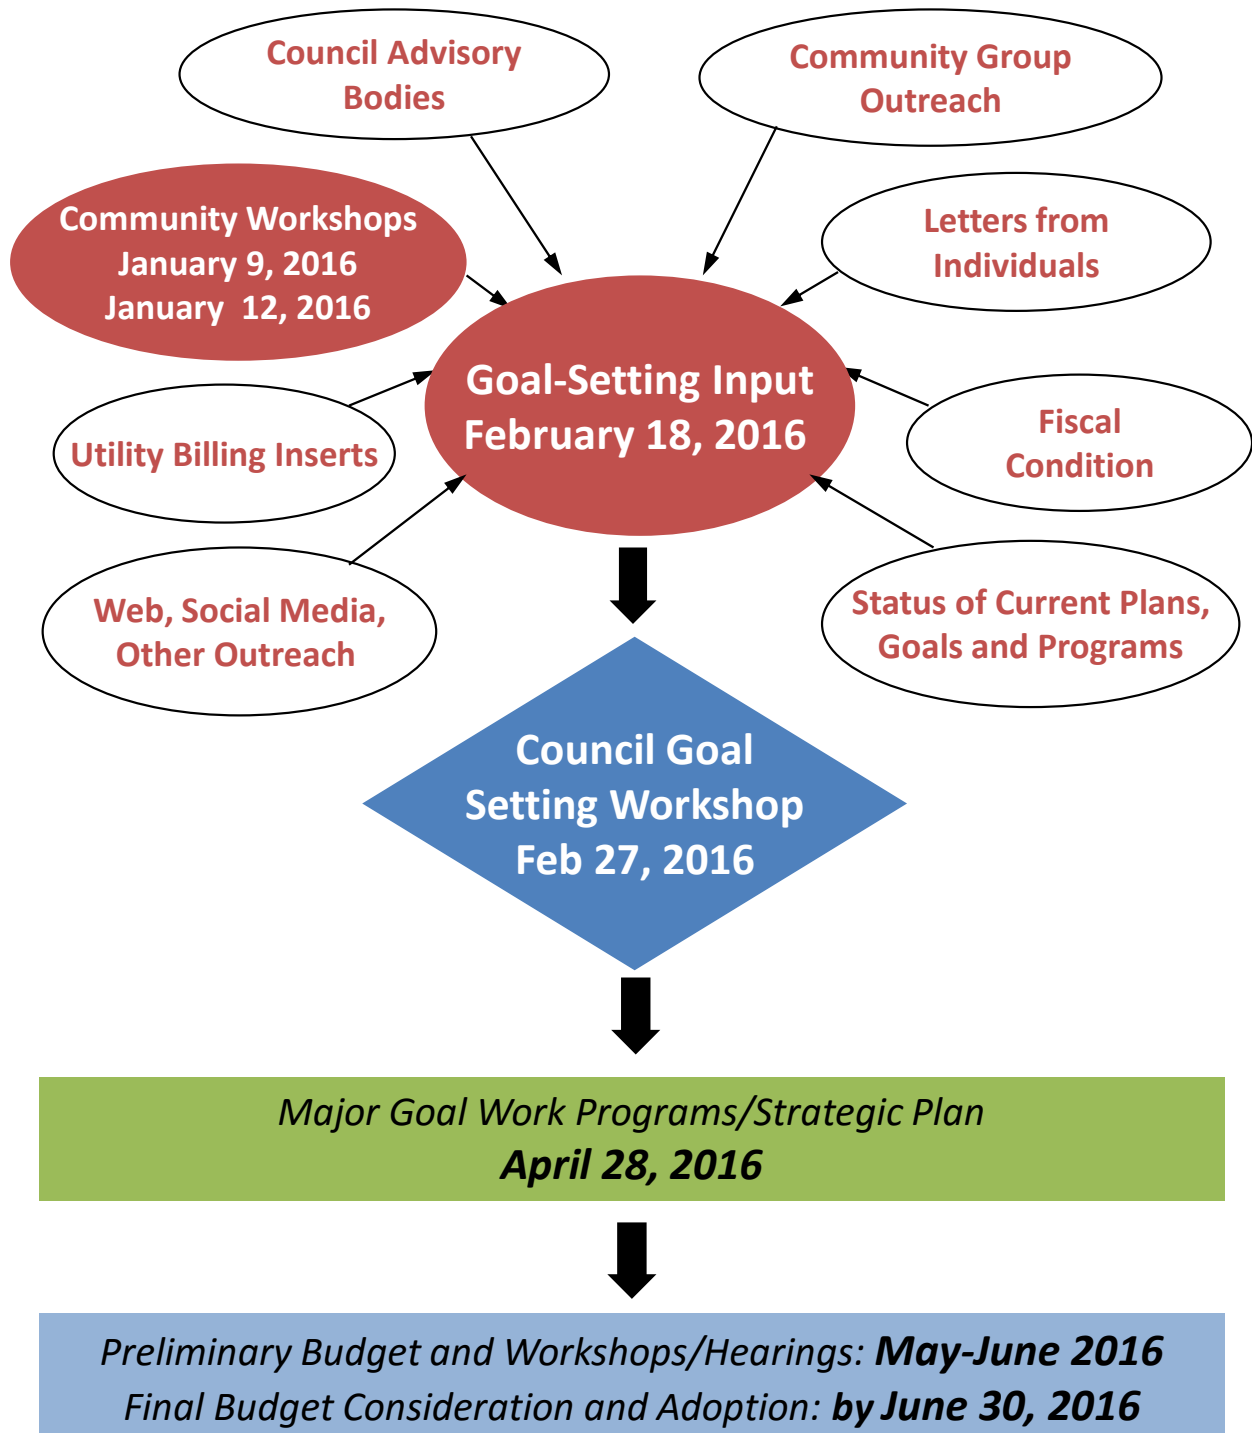 Council Advisory
Bodies
Community Group
Outreach
Community Workshops
January 9, 2016
January 12, 2016
Letters from
Individuals
Goal-Setting Input
February 18, 2016
Utility Billing Inserts
Fiscal
Condition
Web, Social Media,
Other Outreach
Status of Current Plans,
Goals and Programs
Council Goal
Setting Workshop
Feb 27, 2016
Major Goal Work Programs/Strategic Plan
April 28, 2016
Preliminary Budget and Workshops/Hearings: May-June 2016
Final Budget Consideration and Adoption: by June 30, 2016